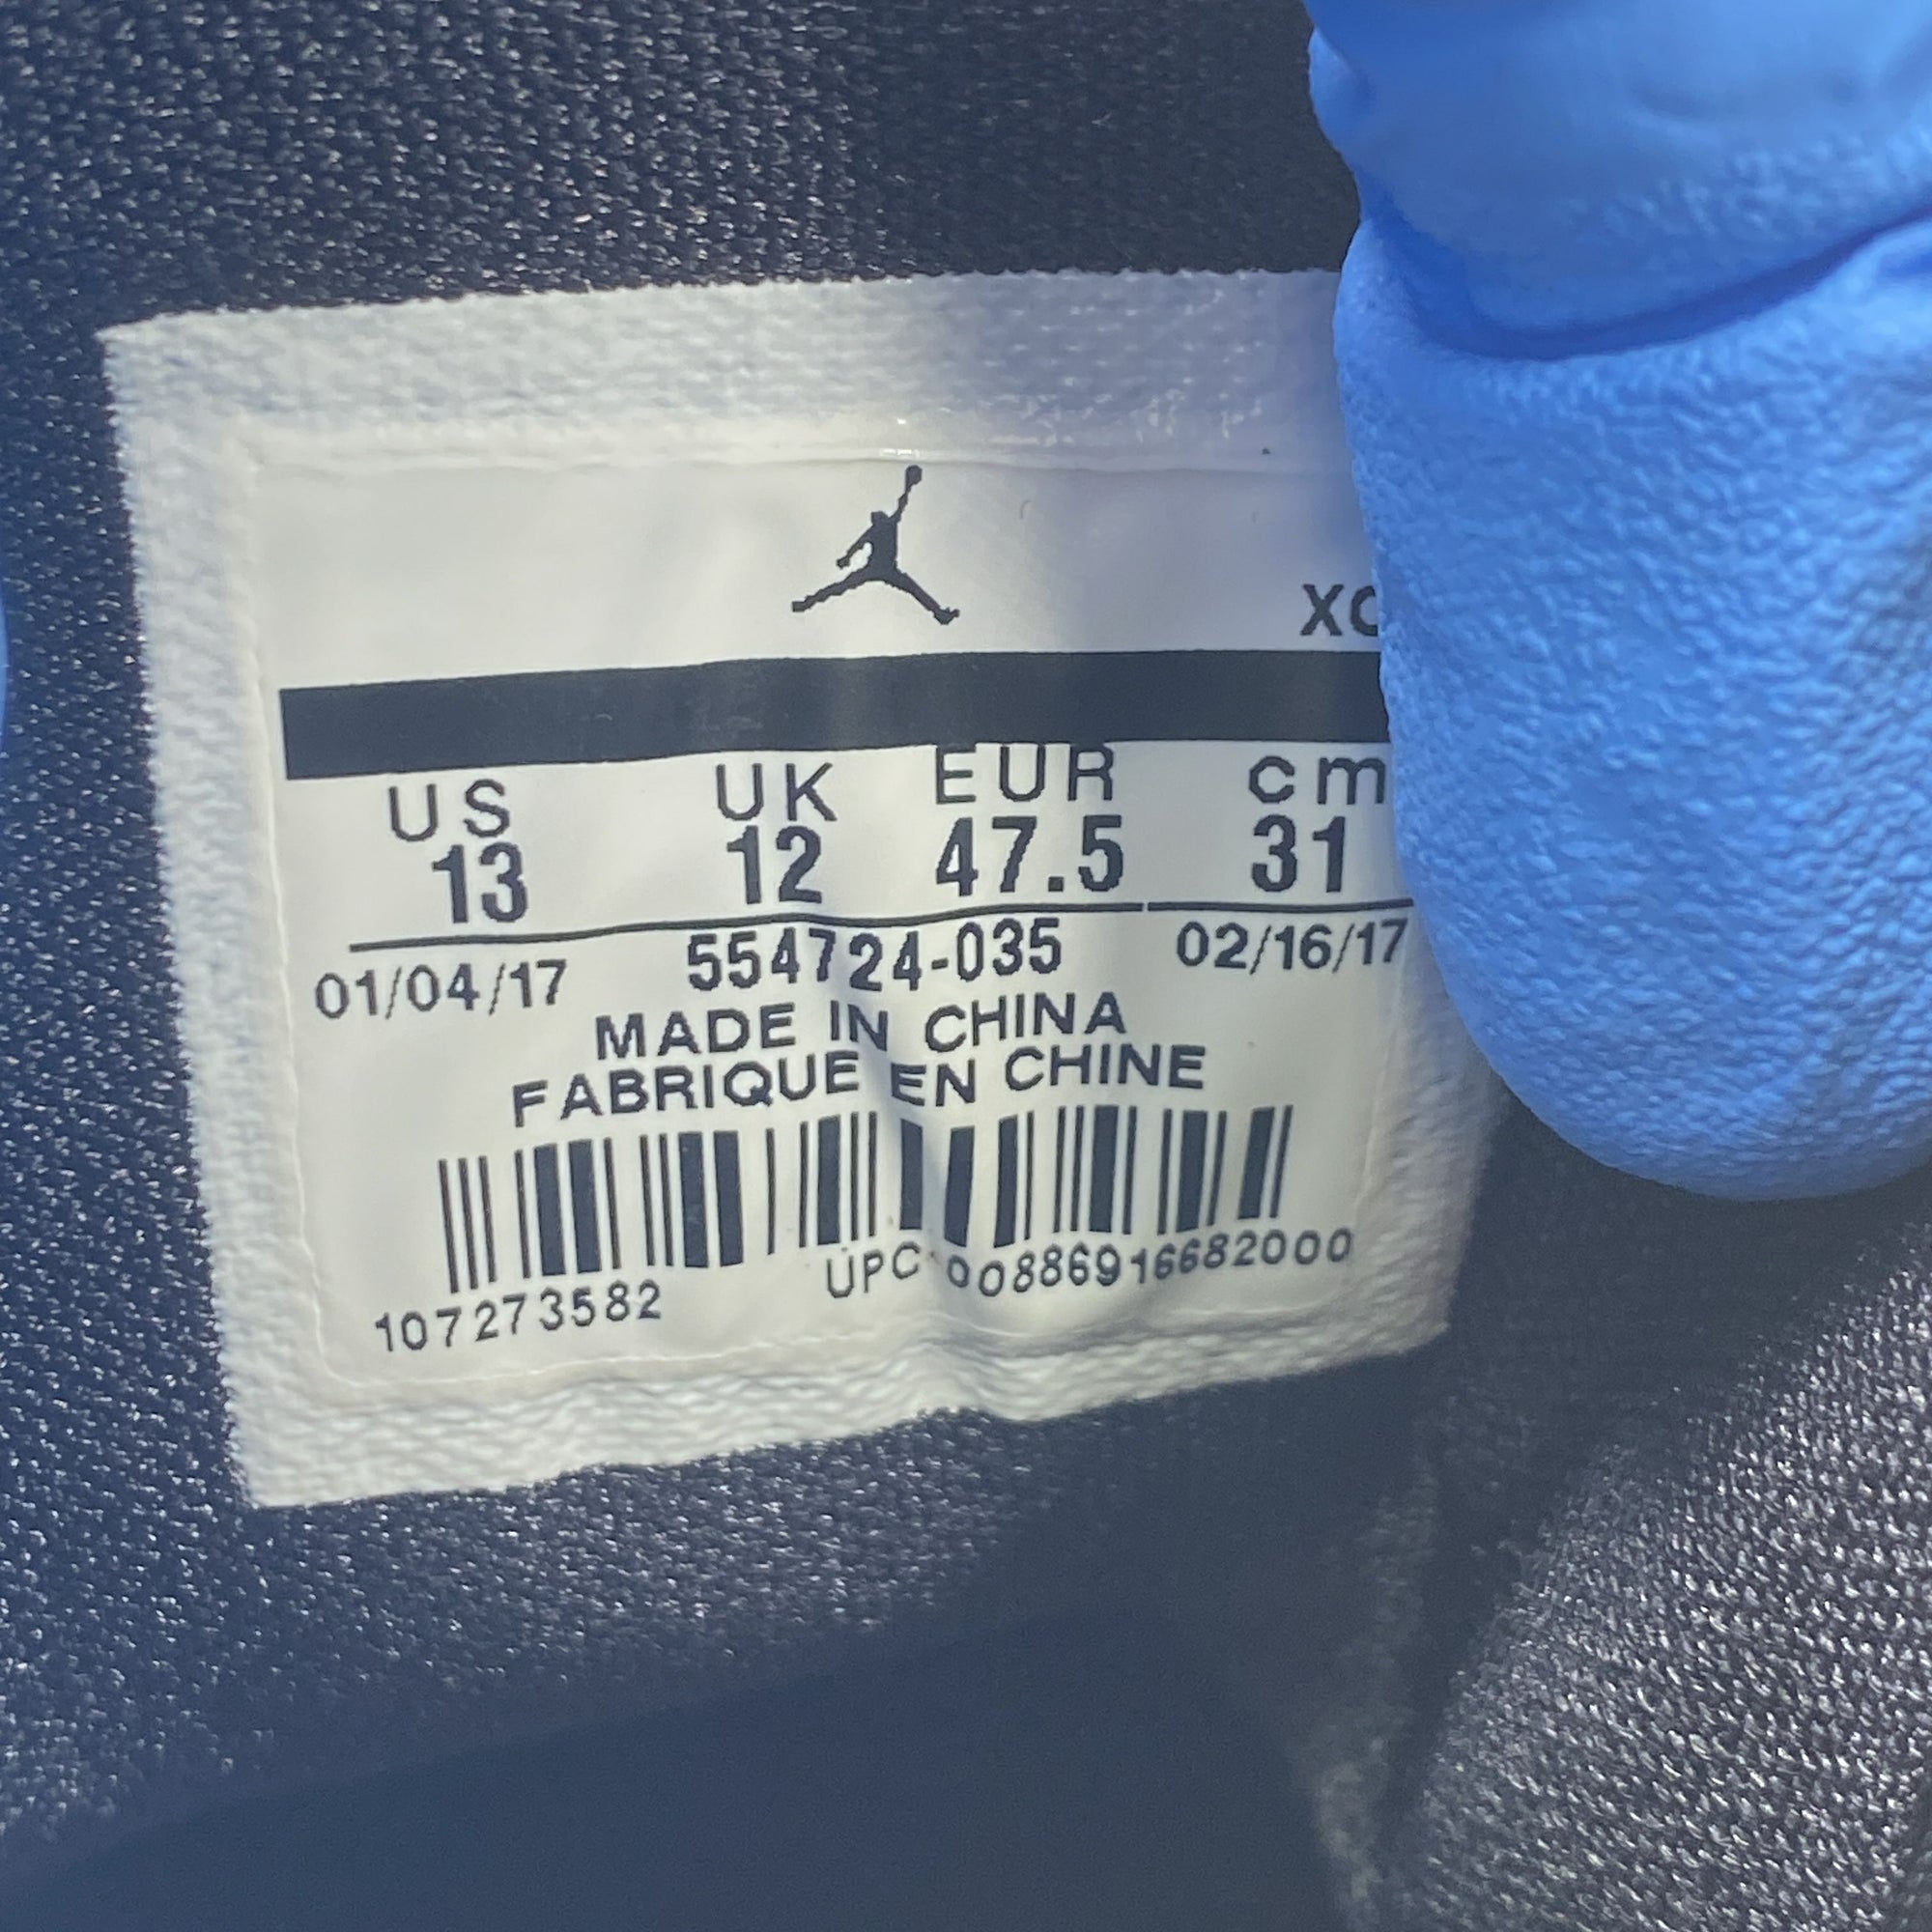 XC
US UK EUR cm
13 12 47.5 31
01/04/17 554724-035 02/16/17
MADE IN CHINA
FABRIQUE EN CHINE
107273582 UPC:00886916682000